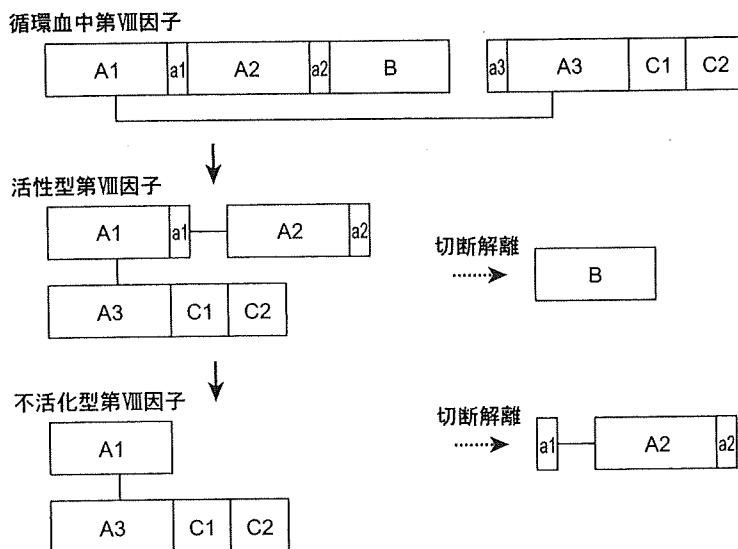 循環血中第Ⅷ因子
A1 a1 A2 a2 B a3 A3 C1 C2
活性型第Ⅷ因子
A1 a1 A2 a2
切断解離
B
A3 C1 C2
不活化型第Ⅷ因子
切断解離
A1
a1 A2 a2
A3 C1 C2